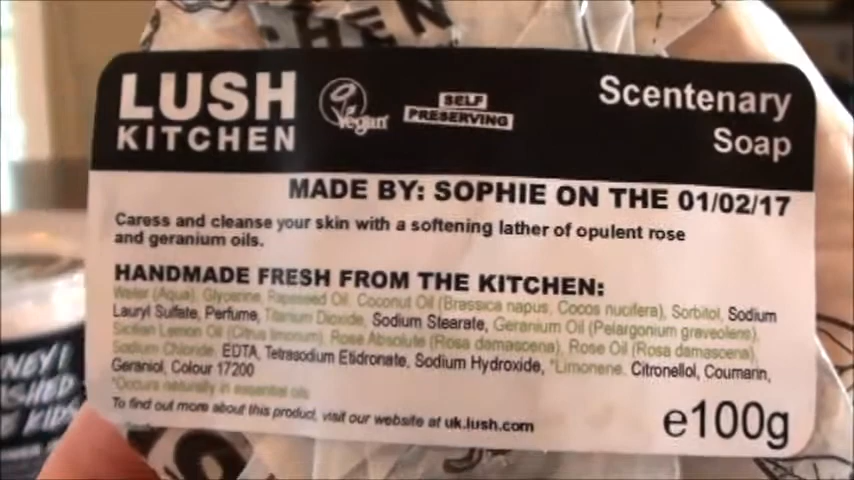 HEN
LUSH
KITCHEN
Vegan
SELF
PRESERVING
Scentenary
Soap
MADE BY: SOPHIE ON THE 01/02/17
Caress and cleanse your skin with a softening lather of opulent rose
and geranium oils.
HANDMADE FRESH FROM THE KITCHEN:
Water (Aqua), Glycerine, Rapeseed Oil, Coconut Oil (Brassica napus, Cocos nucifera), Sorbitol, Sodium
Lauryl Sulfate, Perfume, Titanium Dioxide, Sodium Stearate, Geranium Oil (Pelargonium graveolens),
Sicilian Lemon Oil (Citrus limonum), Rose Absolute (Rosa damascena), Rose Oil (Rosa damascena),
Sodium Chloride, EDTA, Tetrasodium Etidronate, Sodium Hydroxide, *Limonene, Citronellol, Coumarin,
Geraniol, Colour 17200
*Occurs naturally in essential oils
To find out more about this product, visit our website at uk.lush.com
e100g